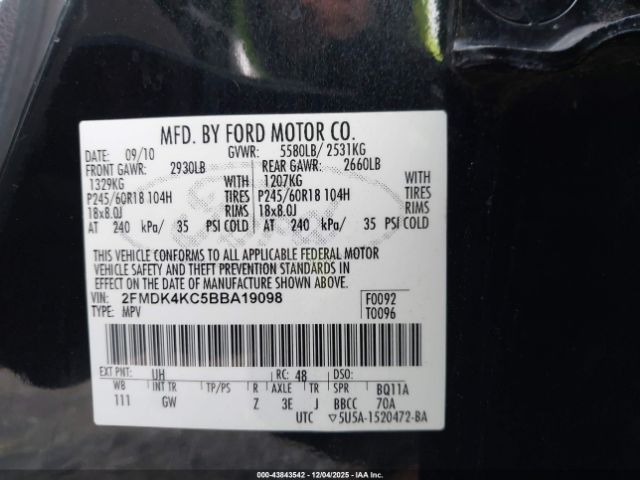 MFD. BY FORD MOTOR CO.
DATE: 09/10 GVWR: 5580LB/ 2531KG
FRONT GAWR: 2930LB REAR GAWR: 2660LB
1329KG WITH 1207KG WITH
P245/60R18 104H TIRES P245/60R18 104H TIRES
18x8.0J RIMS 18x8.0J RIMS
AT 240 kPa/ 35 PSI COLD AT 240 kPa/ 35 PSI COLD
THIS VEHICLE CONFORMS TO ALL APPLICABLE FEDERAL MOTOR
VEHICLE SAFETY AND THEFT PREVENTION STANDARDS IN
EFFECT ON THE DATE OF MANUFACTURE SHOWN ABOVE.
VIN: 2FMDK4KC5BBA19098 F0092
TYPE: MPV T0096
EXT PNT: UH RC: 48 DSO:
WB INT TR TP/PS R AXLE TR SPR BQ11A
111 GW Z 3E J BBCC 70A
UTC ▽5U5A-1520472-BA
000-43843542 - 12/04/2025 - IAAI.com